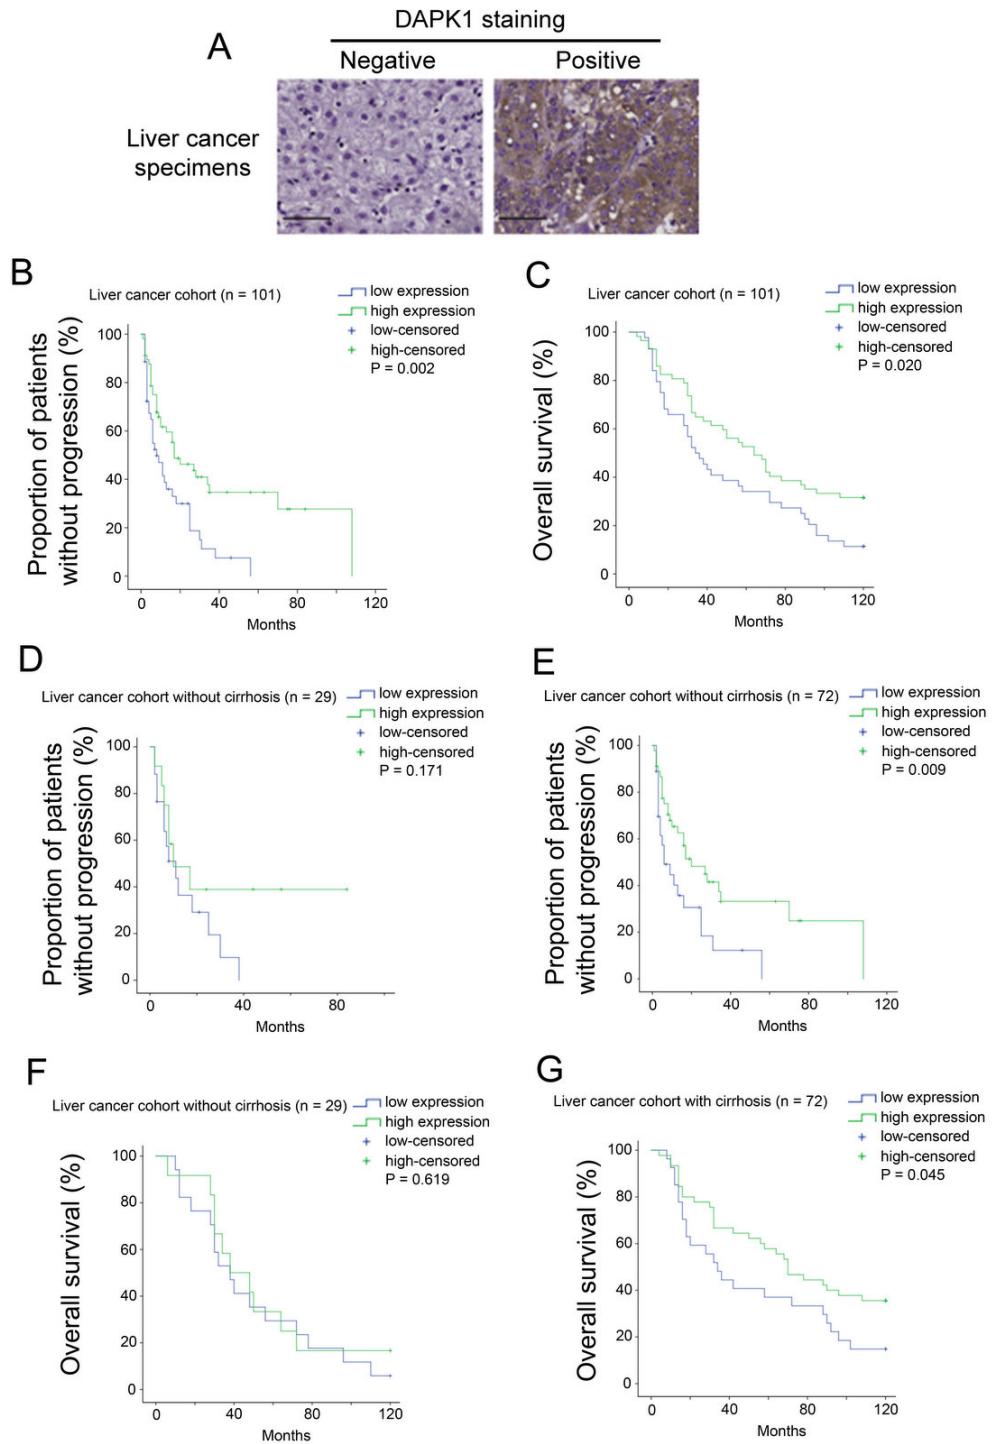 DAPK1 staining
A
Negative
Positive
Liver cancer
specimens
B
Liver cancer cohort (n = 101)
low expression
high expression
low-censored
high-censored
P = 0.002
Proportion of patients
without progression (%)
100
80
60
40
20
0
0
40
80
120
Months
C
Liver cancer cohort (n = 101)
low expression
high expression
low-censored
high-censored
P = 0.020
Overall survival (%)
100
80
60
40
20
0
0
40
80
120
Months
D
Liver cancer cohort without cirrhosis (n = 29)
low expression
high expression
low-censored
high-censored
P = 0.171
Proportion of patients
without progression (%)
100
80
60
40
20
0
0
40
80
Months
E
Liver cancer cohort without cirrhosis (n = 72)
low expression
high expression
low-censored
high-censored
P = 0.009
Proportion of patients
without progression (%)
100
80
60
40
20
0
0
40
80
120
Months
F
Liver cancer cohort without cirrhosis (n = 29)
low expression
high expression
low-censored
high-censored
P = 0.619
Overall survival (%)
100
80
60
40
20
0
0
40
80
120
Months
G
Liver cancer cohort with cirrhosis (n = 72)
low expression
high expression
low-censored
high-censored
P = 0.045
Overall survival (%)
100
80
60
40
20
0
0
40
80
120
Months